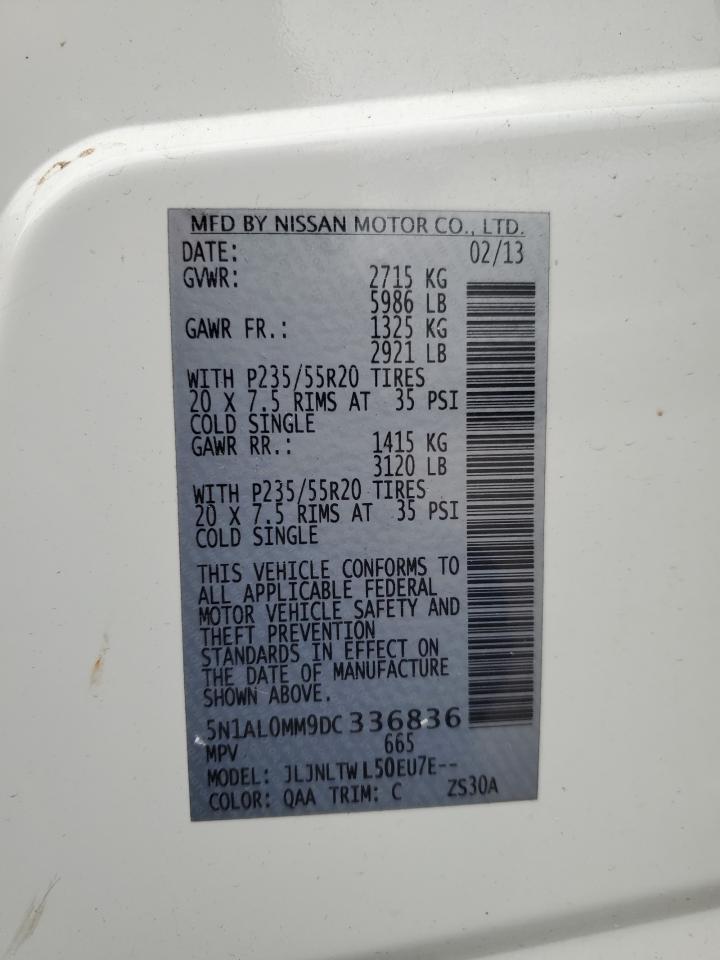 MFD BY NISSAN MOTOR CO., LTD.
DATE: 02/13
GVWR: 2715 KG
5986 LB
GAWR FR.: 1325 KG
2921 LB
WITH P235/55R20 TIRES
20 X 7.5 RIMS AT 35 PSI
COLD SINGLE
GAWR RR.: 1415 KG
3120 LB
WITH P235/55R20 TIRES
20 X 7.5 RIMS AT 35 PSI
COLD SINGLE
THIS VEHICLE CONFORMS TO
ALL APPLICABLE FEDERAL
MOTOR VEHICLE SAFETY AND
THEFT PREVENTION
STANDARDS IN EFFECT ON
THE DATE OF MANUFACTURE
SHOWN ABOVE.
5N1AL0MM9DC 336836
MPV 665
MODEL: JLJNLTW L50EU7E--
COLOR: QAA TRIM: C ZS30A